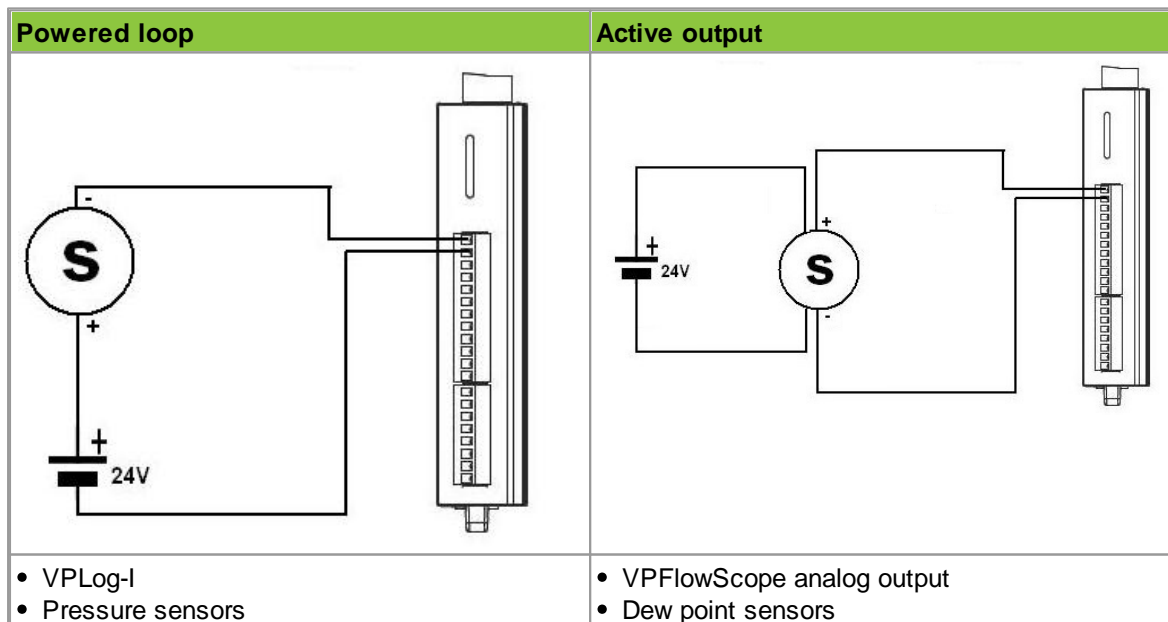 Powered loop
Active output
-
S
+
+
24V
+
24V
+
S
-
• VPLog-I
• Pressure sensors
• VPFlowScope analog output
• Dew point sensors